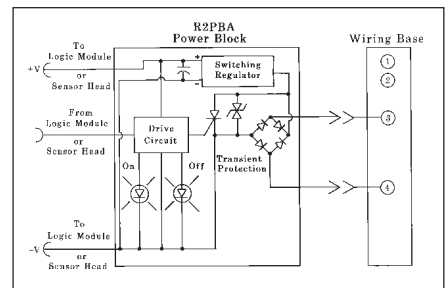 R2PBA
Power Block
Wiring Base
To
Logic Module
or
Sensor Head
+V
+
-
Switching
Regulator
1
2
From
Logic Module
or
Sensor Head
Drive
Circuit
3
On
Off
Transient
Protection
4
To
Logic Module
or
Sensor Head
-V